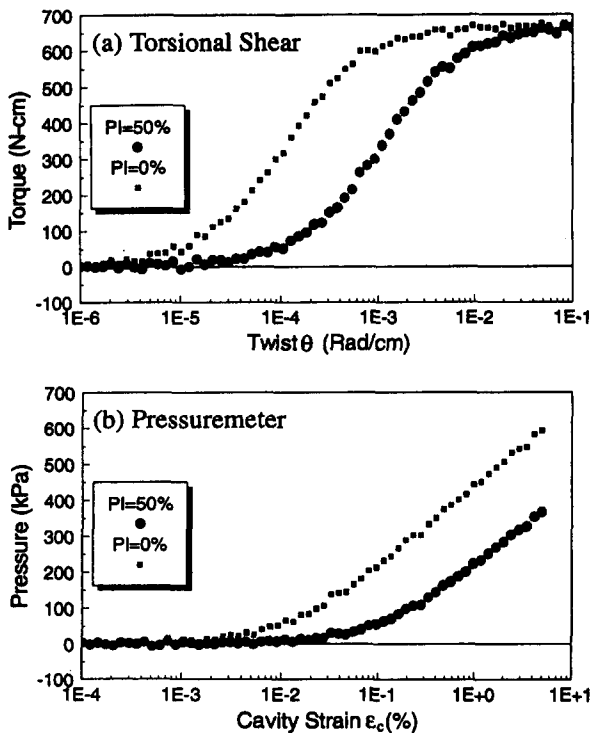 (a) Torsional Shear
Torque (N-cm)
700
600
500
400
300
200
100
0
-100
PI=50%
PI=0%
1E-6 1E-5 1E-4 1E-3 1E-2 1E-1
Twist θ (Rad/cm)
(b) Pressuremeter
Pressure (kPa)
700
600
500
400
300
200
100
0
-100
PI=50%
PI=0%
1E-4 1E-3 1E-2 1E-1 1E+0 1E+1
Cavity Strain εc(%)